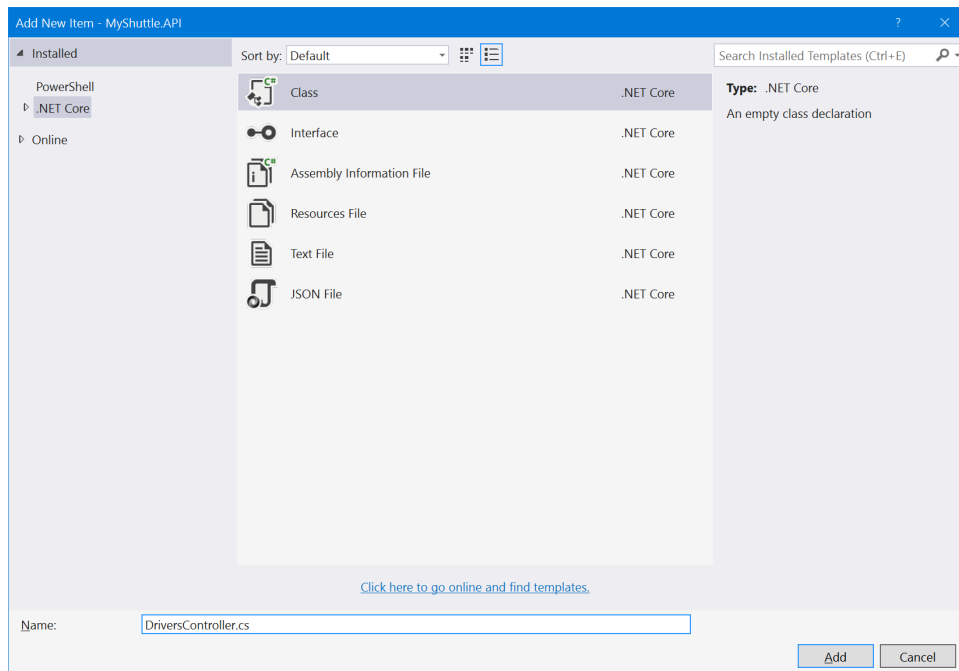 Add New Item - MyShuttle.API ?
Installed
PowerShell
.NET Core
Online
Sort by: Default
C# Class .NET Core
Interface .NET Core
C# Assembly Information File .NET Core
Resources File .NET Core
Text File .NET Core
JSON File .NET Core
Search Installed Templates (Ctrl+E)
Type: .NET Core
An empty class declaration
Click here to go online and find templates.
Name: DriversController.cs
Add Cancel